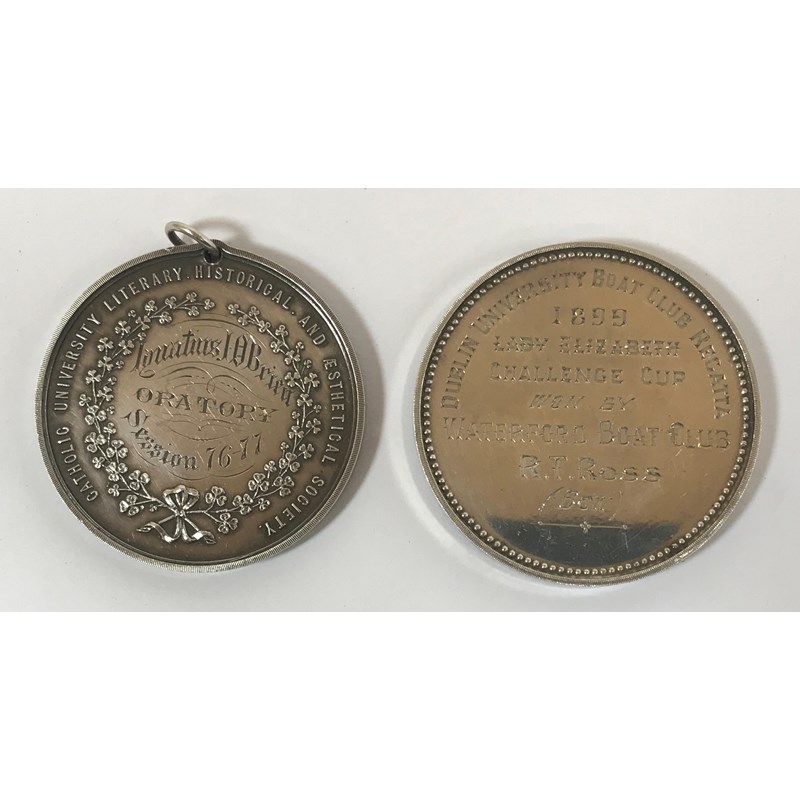 CATHOLIC UNIVERSITY LITERARY. HISTORICAL. AND ÆSTHETICAL SOCIETY.
Ignatius J O'Brien
ORATORY
Session 76-77
DUBLIN UNIVERSITY BOAT CLUB REGATTA
1899
LADY ELIZABETH
CHALLENGE CUP
WON BY
WATERFORD BOAT CLUB
R.T. ROSS